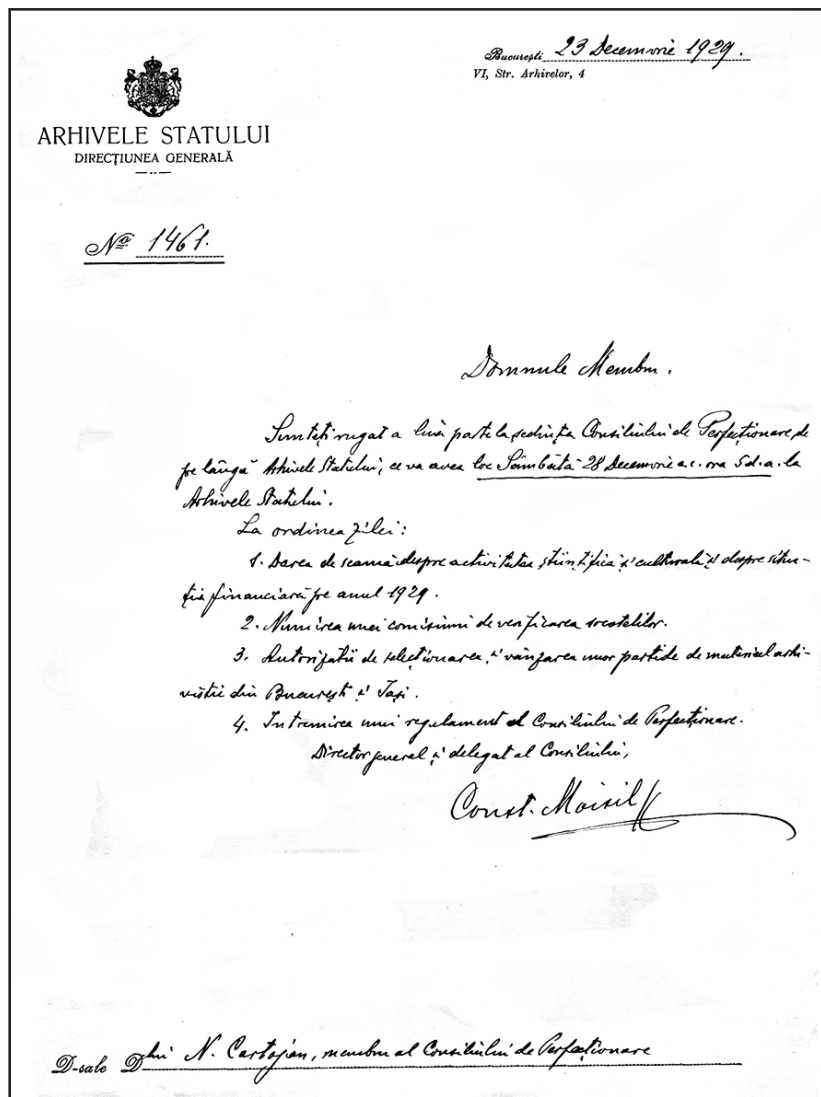 București 23 Decemvrie 1929.
VI, Str. Arhivelor, 4
ARHIVELE STATULUI
DIRECȚIUNEA GENERALĂ
Nº 1461.
Domnule Membru.
Sunteți rugat a luà parte la ședința Consiliului de Perfecționare de
pe lângă Arhivele Statului, ce va avea loc Sâmbătă 28 Decemvrie a.c. ora 5 d.a. la
Arhivele Statului.
La ordinea zilei:
1. Darea de seamă despre activitatea științifică și culturală și despre situa-
ția financiară pe anul 1929.
2. Numirea unei comisiuni de verificarea socotelilor.
3. Autorizații de selecționarea și vânzarea unor partide de material arhi-
vistic din București și Iași.
4. Întocmirea unui regulament al Consiliului de Perfecționare.
Director general și delegat al Consiliului,
Const. Moisil
D-sale D lui N. Cartojan, membru al Consiliului de Perfecționare